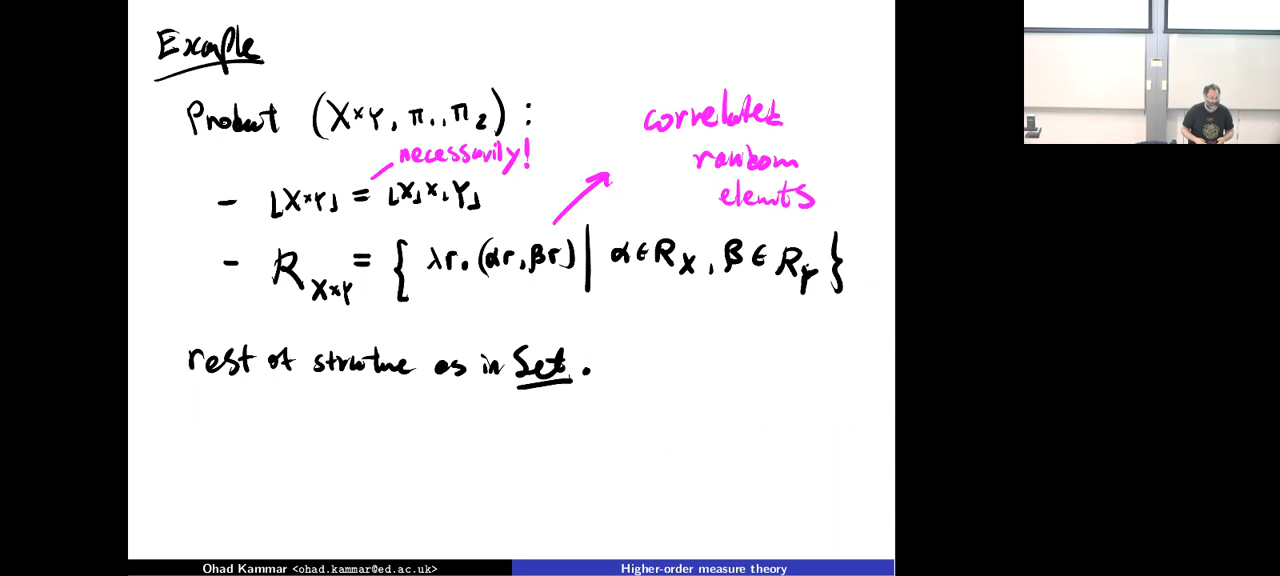 Example
Product (X×Y, π₁, π₂) :
correlated
random
elemts
necessarily!
- ⌊X×Y⌋ = ⌊X⌋×⌊Y⌋
- R_{X×Y} = { λr. (αr, βr) | α ∈ R_X, β ∈ R_Y }
rest of structure as in Set.
Ohad Kammar <ohad.kammar@ed.ac.uk> Higher-order measure theory